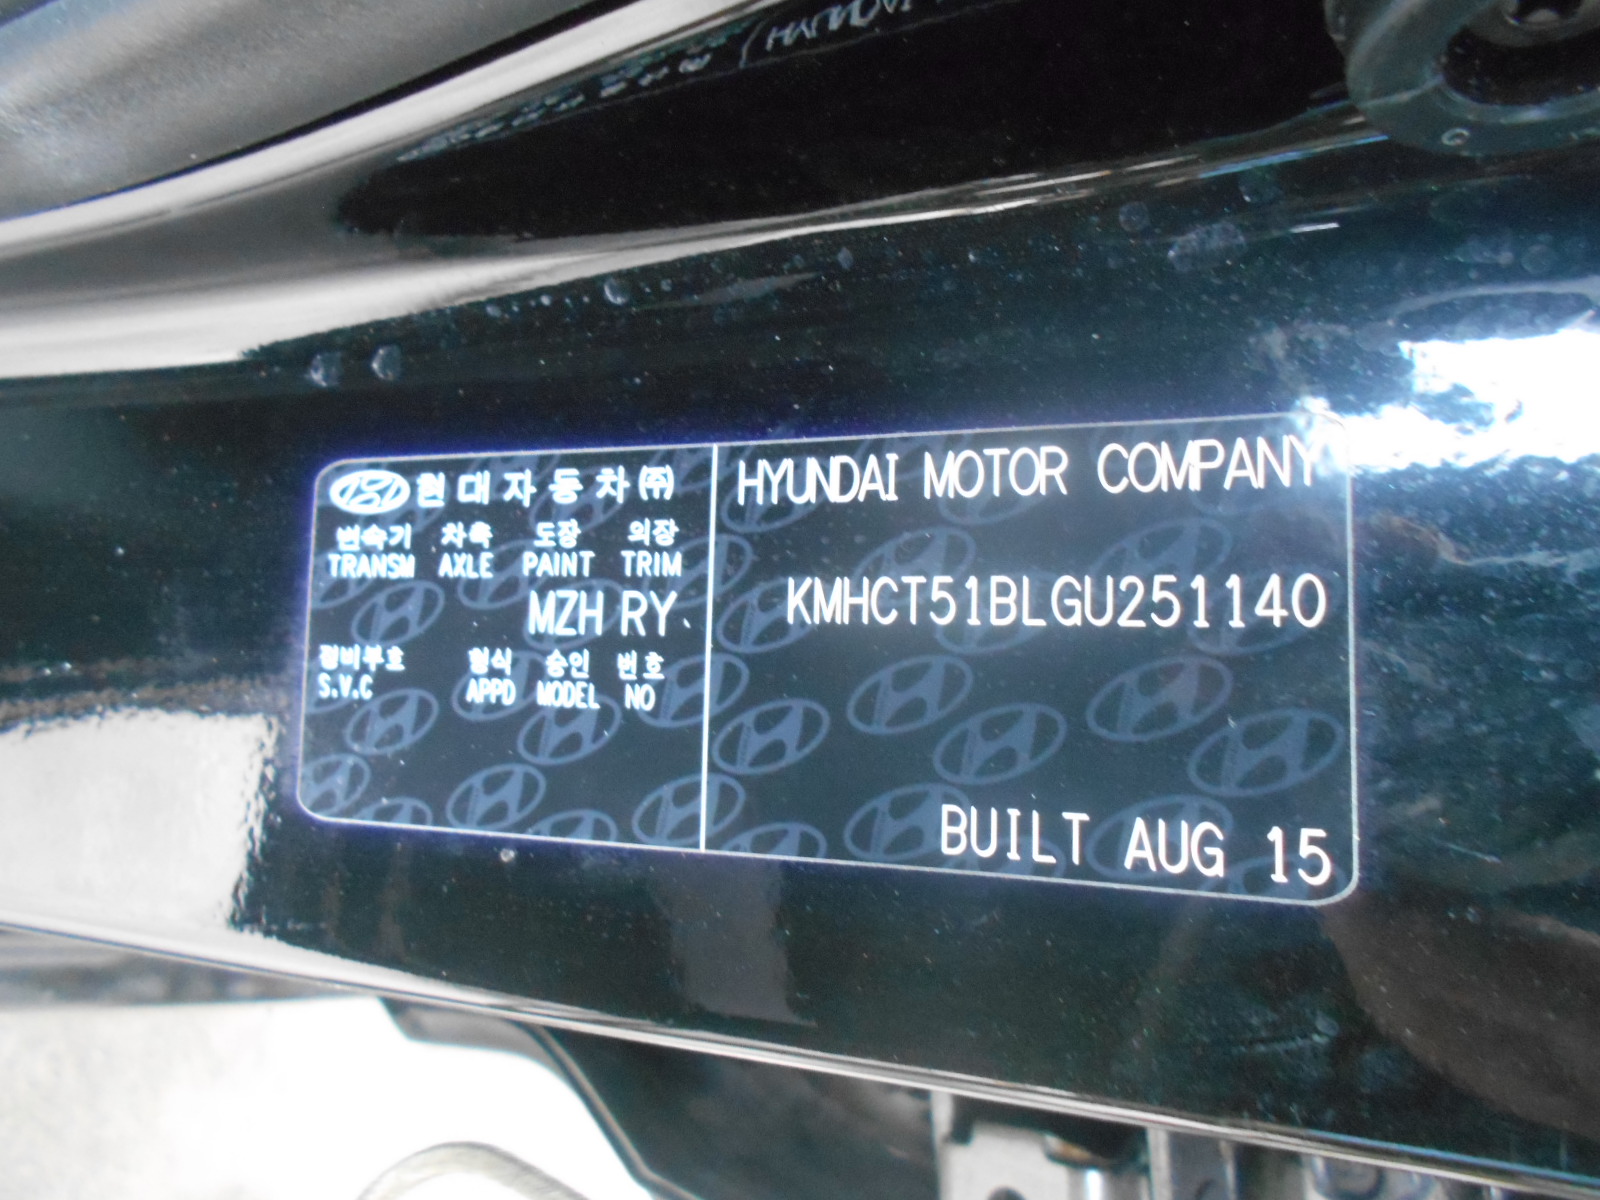 현대자동차(주)
변속기 차축 도장 의장
TRANSM AXLE PAINT TRIM
MZH RY
정비부호 형식 승인 번호
S.V.C APPD MODEL NO
HYUNDAI MOTOR COMPANY
KMHCT51BLGU251140
BUILT AUG 15
G